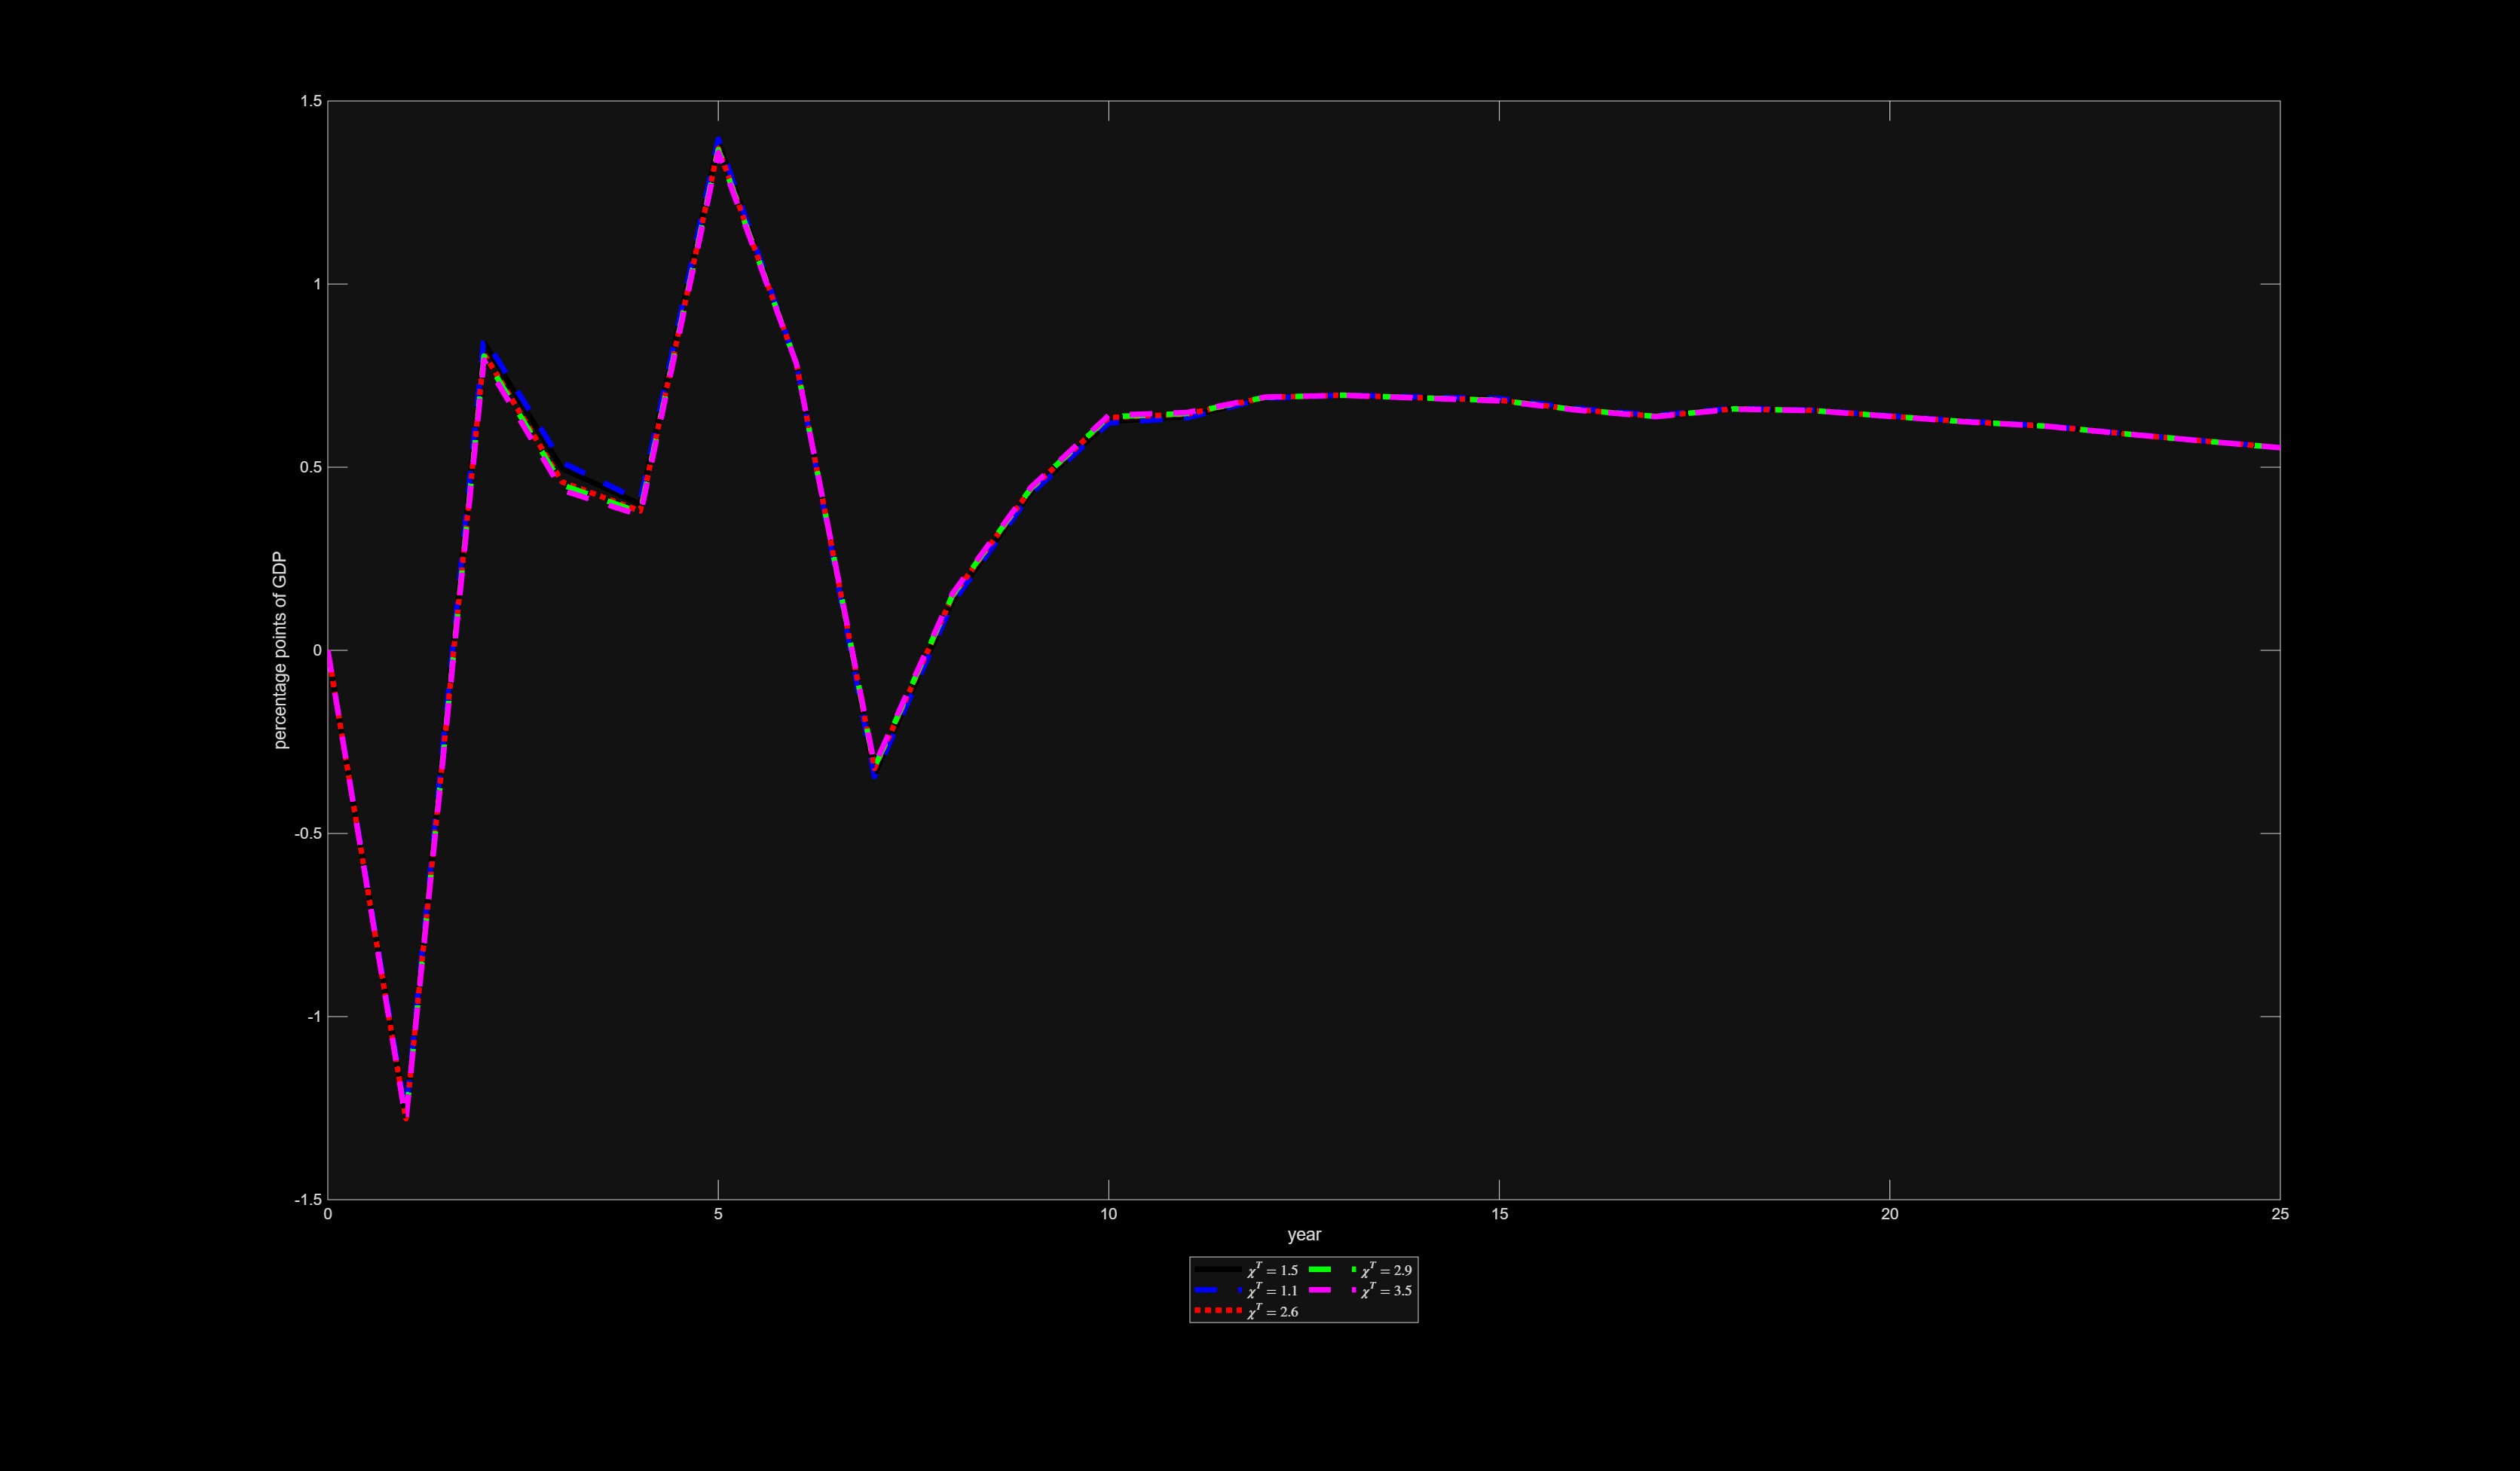 1.5
1
0.5
0
-0.5
-1
-1.5
percentage points of GDP
0 5 10 15 20 25
year
χᵀ = 1.5 χᵀ = 2.9
χᵀ = 1.1 χᵀ = 3.5
χᵀ = 2.6